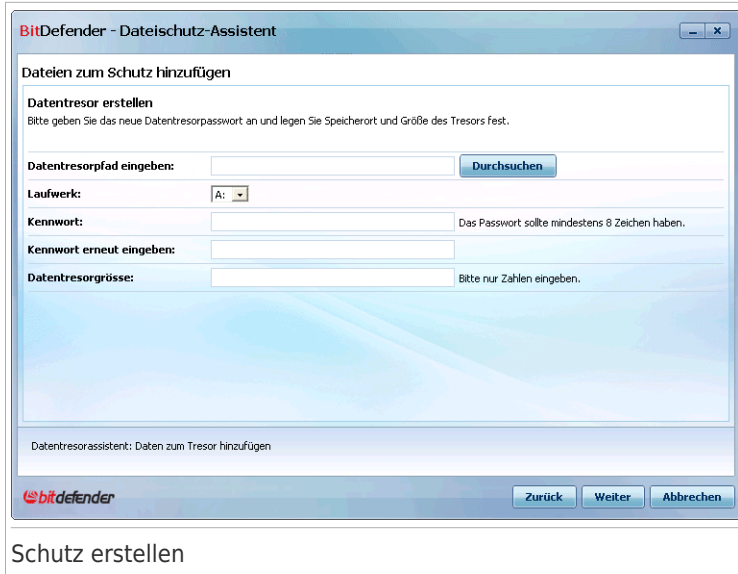 BitDefender - Dateischutz-Assistent
Dateien zum Schutz hinzufügen
Datentresor erstellen
Bitte geben Sie das neue Datentresorpasswort an und legen Sie Speicherort und Größe des Tresors fest.
Datentresorpfad eingeben: Durchsuchen
Laufwerk: A:
Kennwort: Das Passwort sollte mindestens 8 Zeichen haben.
Kennwort erneut eingeben:
Datentresorgrösse: Bitte nur Zahlen eingeben.
Datentresorassistent: Daten zum Tresor hinzufügen
bitdefender Zurück Weiter Abbrechen
Schutz erstellen